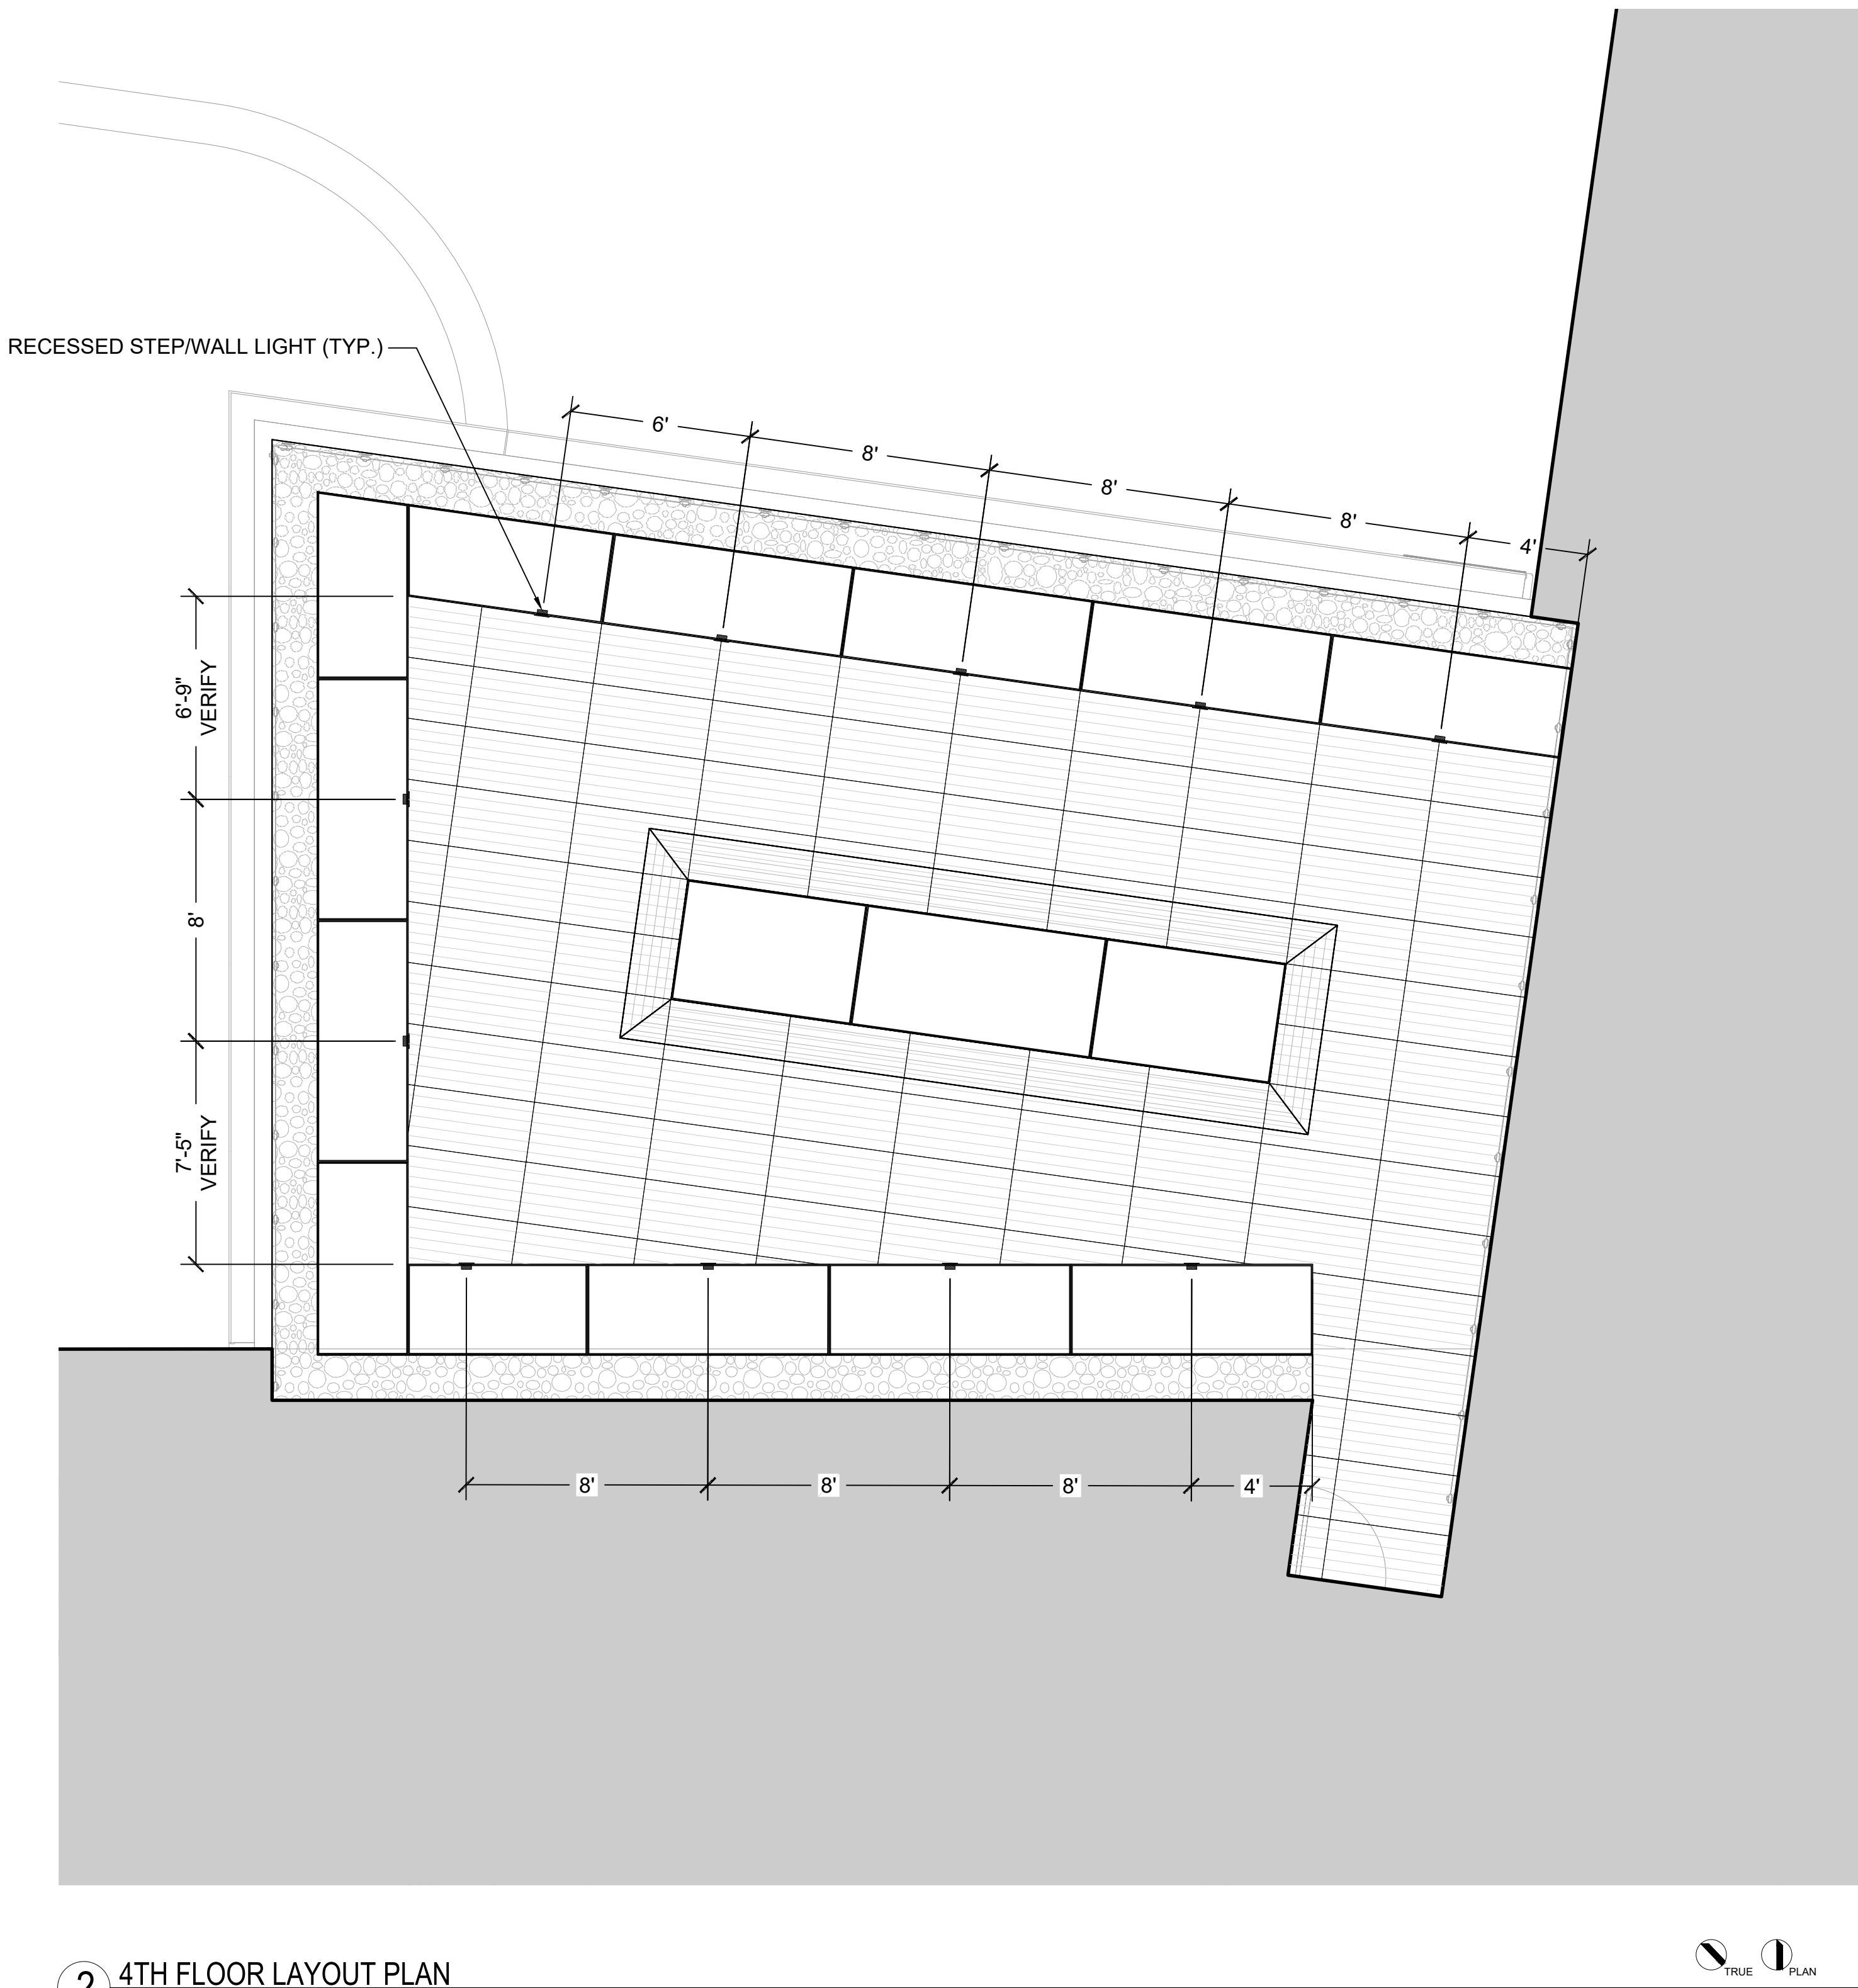 RECESSED STEP/WALL LIGHT (TYP.)
6'
8'
8'
8'
4'
6'-9"
VERIFY
8'
7'-5"
VERIFY
8'
8'
8'
4'
2
4TH FLOOR LAYOUT PLAN
TRUE
PLAN